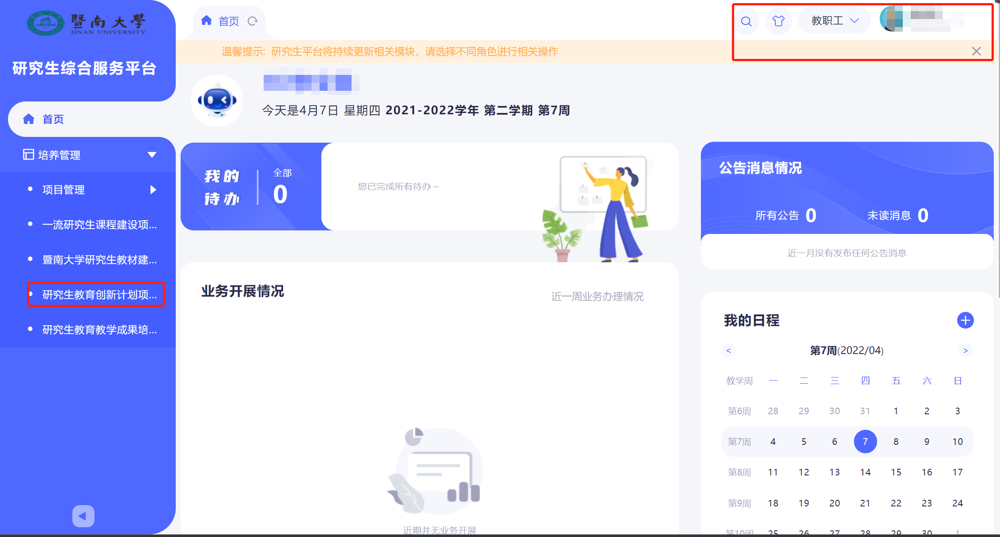 暨南大学
JINAN UNIVERSITY
研究生综合服务平台
首页
培养管理
项目管理
一流研究生课程建设项...
暨南大学研究生教材建...
研究生教育创新计划项...
研究生教育教学成果培...
首页
教职工
温馨提示: 研究生平台将持续更新相关模块，请选择不同角色进行相关操作
今天是4月7日 星期四 2021-2022学年 第二学期 第7周
我的
待办
全部
0
您已完成所有待办~
公告消息情况
所有公告 0 未读消息 0
近一月没有发布任何公告消息
业务开展情况
近一周业务办理情况
近期并无业务开展
我的日程
< 第7周(2022/04) >
教学周 一 二 三 四 五 六 日
第6周 28 29 30 31 1 2 3
第7周 4 5 6 7 8 9 10
第8周 11 12 13 14 15 16 17
第9周 18 19 20 21 22 23 24
第10周 25 26 27 28 29 30 1